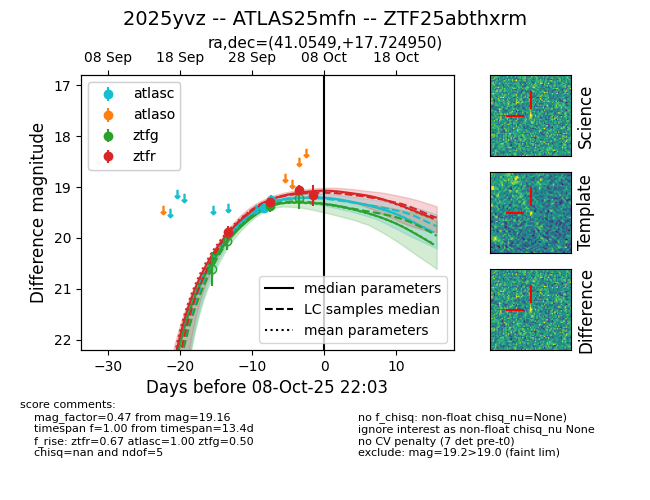 2025yvz -- ATLAS25mfn -- ZTF25abthxrm
ra,dec=(41.0549,+17.724950)
08 Sep 18 Sep 28 Sep 08 Oct 18 Oct
17
18
19
20
21
22
Difference magnitude
atlasc
atlaso
ztfg
ztfr
median parameters
LC samples median
mean parameters
−30 −20 −10 0 10
Days before 08-Oct-25 22:03
Science
Template
Difference
score comments:
mag_factor=0.47 from mag=19.16
timespan f=1.00 from timespan=13.4d
f_rise: ztfr=0.67 atlasc=1.00 ztfg=0.50
chisq=nan and ndof=5
no f_chisq: non-float chisq_nu=None)
ignore interest as non-float chisq_nu None
no CV penalty (7 det pre-t0)
exclude: mag=19.2>19.0 (faint lim)